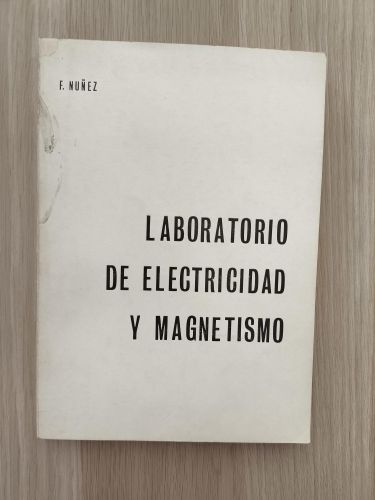 F. NUÑEZ
LABORATORIO
DE ELECTRICIDAD
Y MAGNETISMO